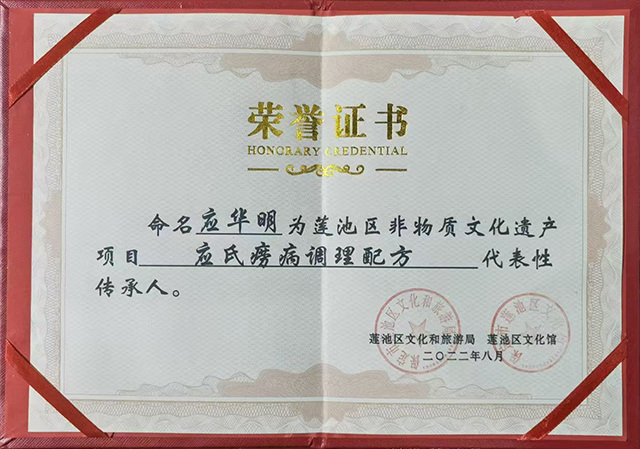 荣誉证书
HONORARY CREDENTIAL
命名应华明为莲池区非物质文化遗产
项目 应氏痨病调理配方 代表性
传承人。
莲池区文化和旅游局 莲池区文化馆
二〇二二年八月